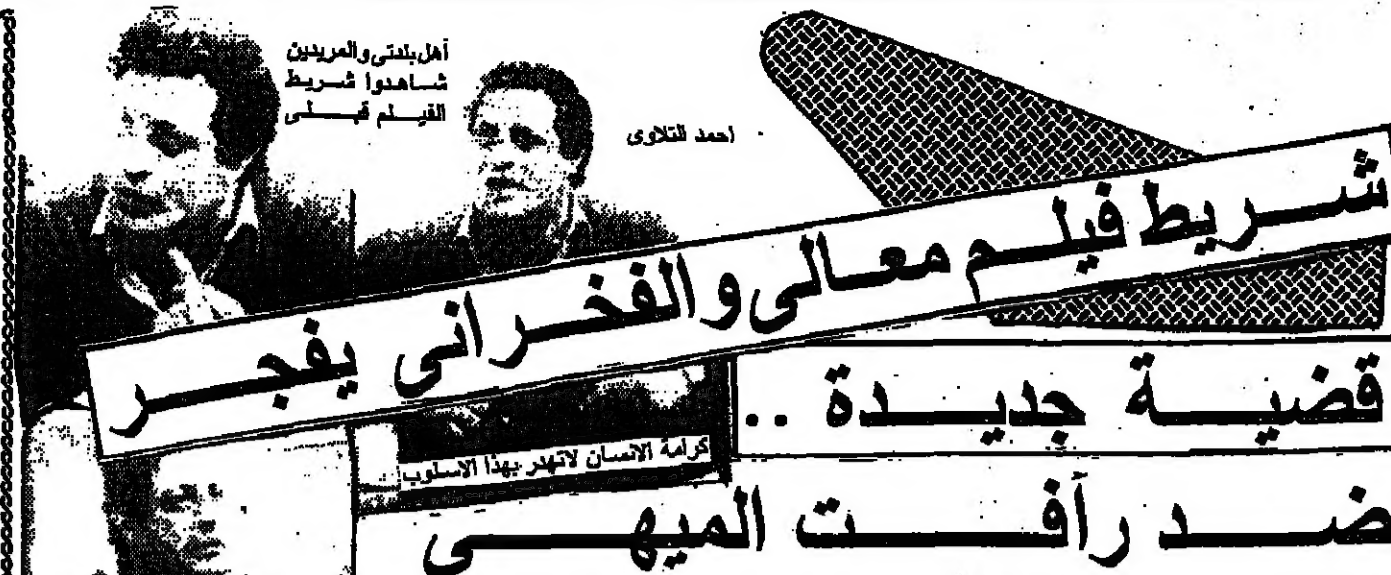 أهل بلدتى والمريدين
شاهدوا شريط
الفيلم قبلى
احمد التلاوى
شريط فيلم معالى والفخرانى يفجر
قضية جديدة ..
كرامة الانسان لاتهدر بهذا الاسلوب
ضد رأفت الميهى